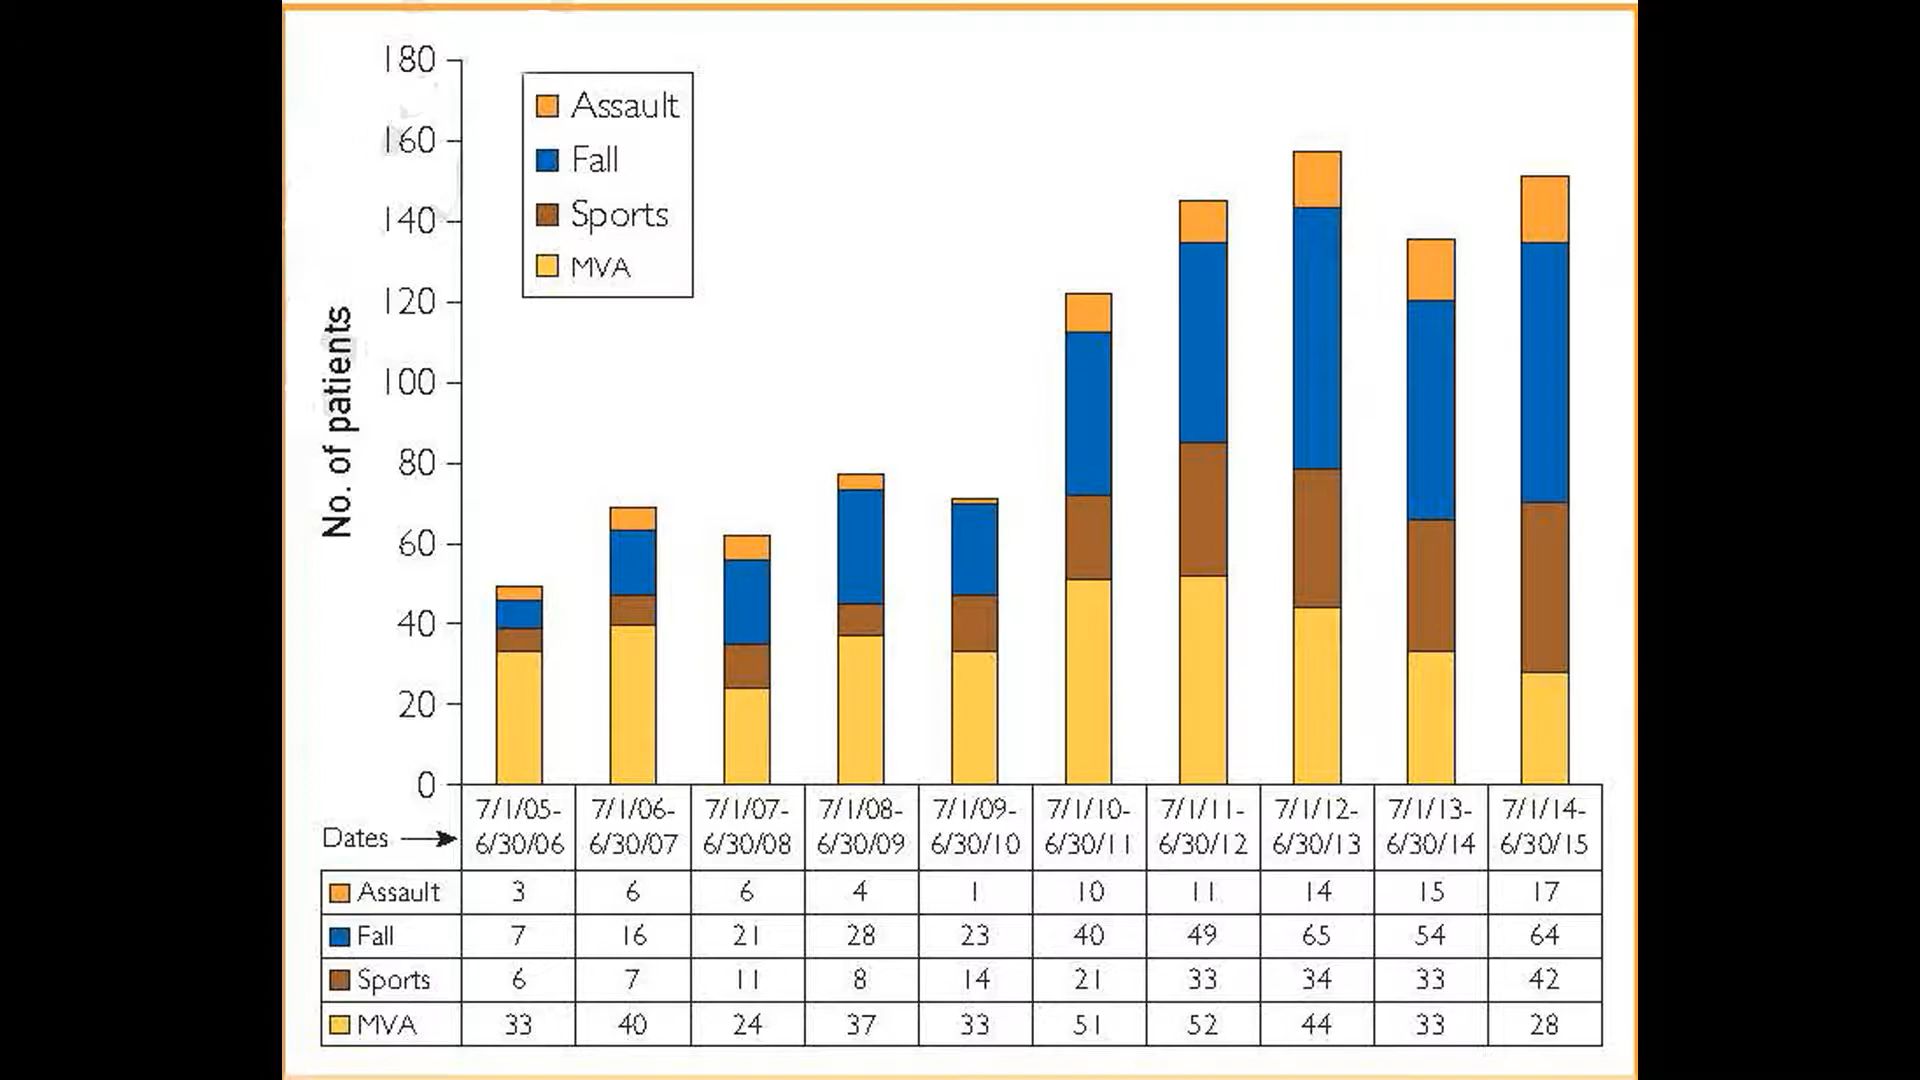 180
160
140
120
100
80
60
40
20
0
No. of patients
Assault
Fall
Sports
MVA
Dates
7/1/05- 7/1/06- 7/1/07- 7/1/08- 7/1/09- 7/1/10- 7/1/11- 7/1/12- 7/1/13- 7/1/14-
6/30/06 6/30/07 6/30/08 6/30/09 6/30/10 6/30/11 6/30/12 6/30/13 6/30/14 6/30/15
Assault 3 6 6 4 1 10 11 14 15 17
Fall 7 16 21 28 23 40 49 65 54 64
Sports 6 7 11 8 14 21 33 34 33 42
MVA 33 40 24 37 33 51 52 44 33 28